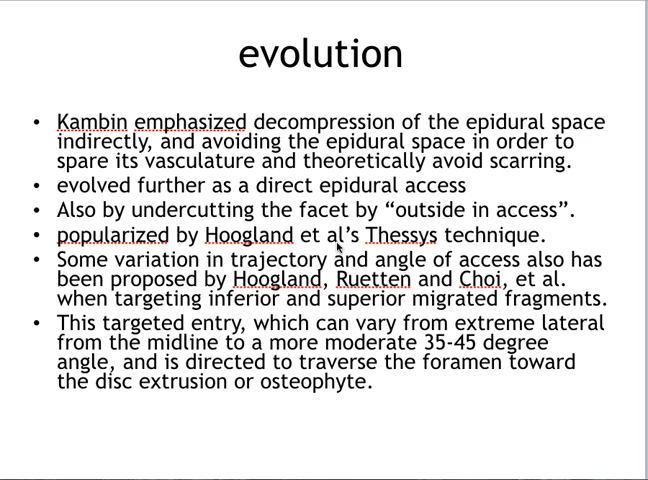 evolution
• Kambin emphasized decompression of the epidural space
indirectly, and avoiding the epidural space in order to
spare its vasculature and theoretically avoid scarring.
• evolved further as a direct epidural access
• Also by undercutting the facet by “outside in access”.
• popularized by Hoogland et al’s Thessys technique.
• Some variation in trajectory and angle of access also has
been proposed by Hoogland, Ruetten and Choi, et al.
when targeting inferior and superior migrated fragments.
• This targeted entry, which can vary from extreme lateral
from the midline to a more moderate 35-45 degree
angle, and is directed to traverse the foramen toward
the disc extrusion or osteophyte.